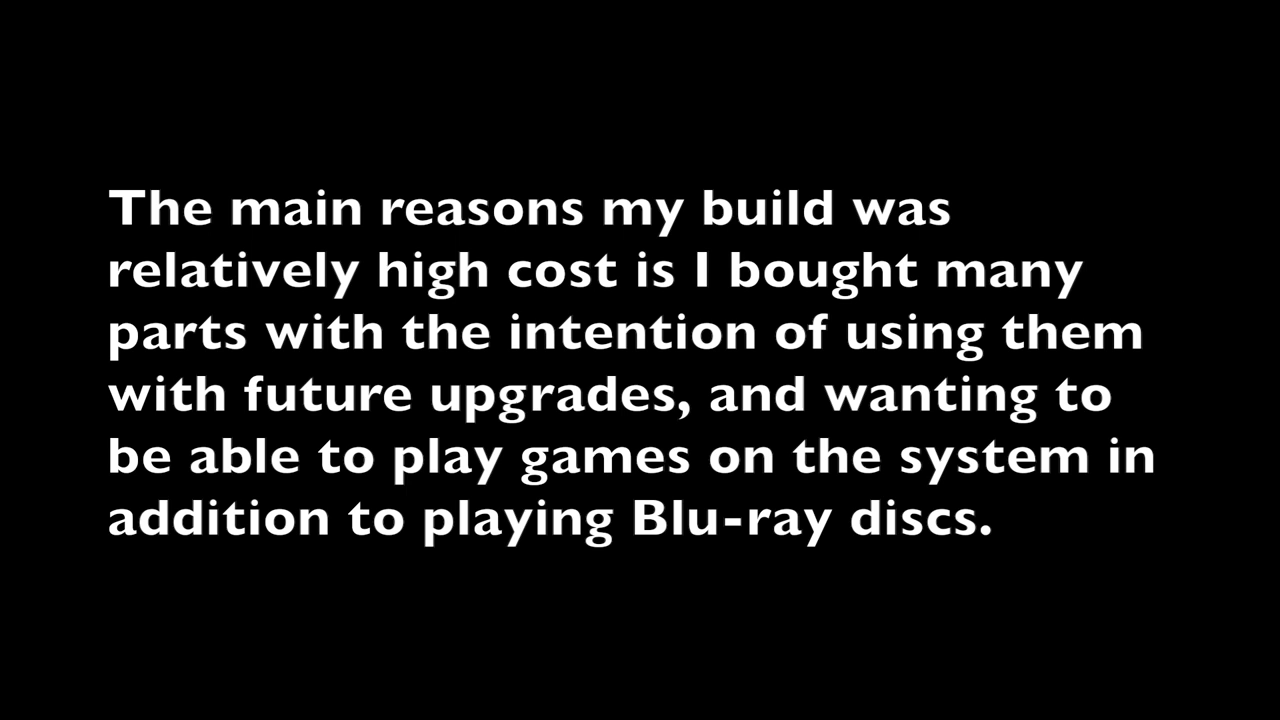 The main reasons my build was
relatively high cost is I bought many
parts with the intention of using them
with future upgrades, and wanting to
be able to play games on the system in
addition to playing Blu-ray discs.